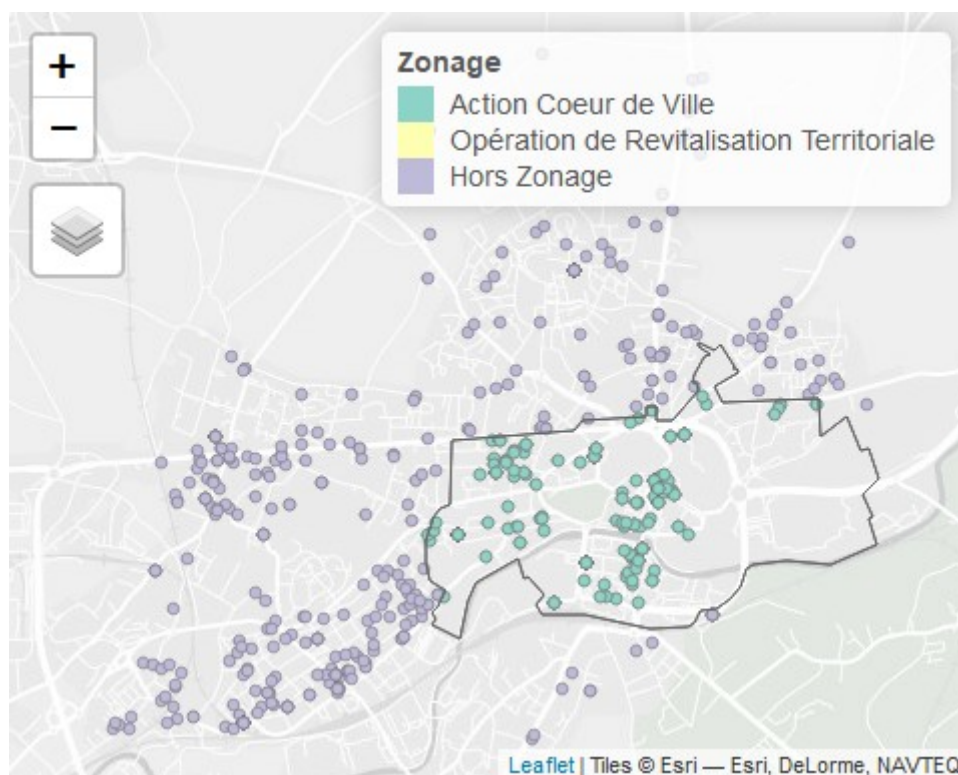 +
−
Zonage
Action Coeur de Ville
Opération de Revitalisation Territoriale
Hors Zonage
Leaflet | Tiles © Esri — Esri, DeLorme, NAVTEQ